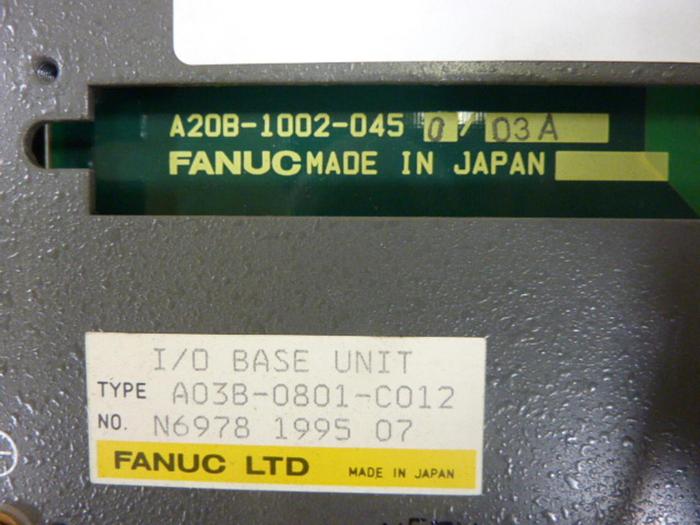 A20B-1002-045 0 / 03A
FANUC MADE IN JAPAN
I/O BASE UNIT
TYPE A03B-0801-C012
NO. N6978 1995 07
FANUC LTD MADE IN JAPAN